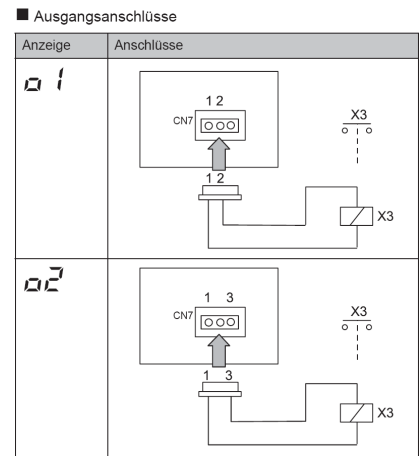 ■ Ausgangsanschlüsse
Anzeige Anschlüsse
o1
1 2
CN7
X3
1 2
X3
o2
1 3
CN7
X3
1 3
X3